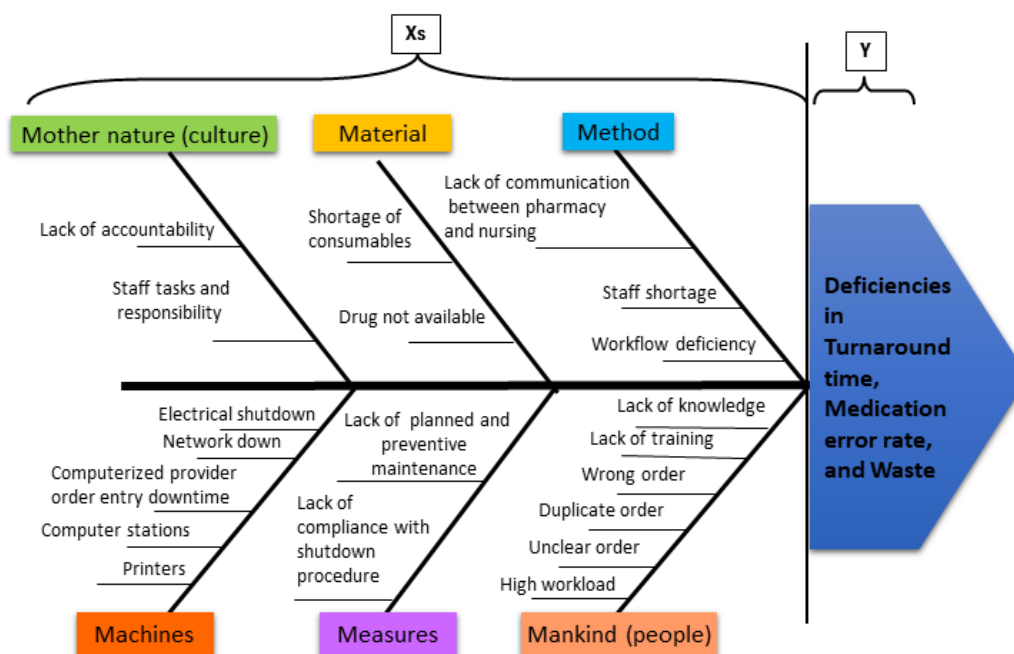 Xs
Y
Mother nature (culture)
Material
Method
Lack of accountability
Staff tasks and
responsibility
Shortage of
consumables
Drug not available
Lack of communication
between pharmacy
and nursing
Staff shortage
Workflow deficiency
Deficiencies
in
Turnaround
time,
Medication
error rate,
and Waste
Electrical shutdown
Network down
Computerized provider
order entry downtime
Computer stations
Printers
Lack of planned and
preventive
maintenance
Lack of
compliance with
shutdown
procedure
Lack of knowledge
Lack of training
Wrong order
Duplicate order
Unclear order
High workload
Machines
Measures
Mankind (people)